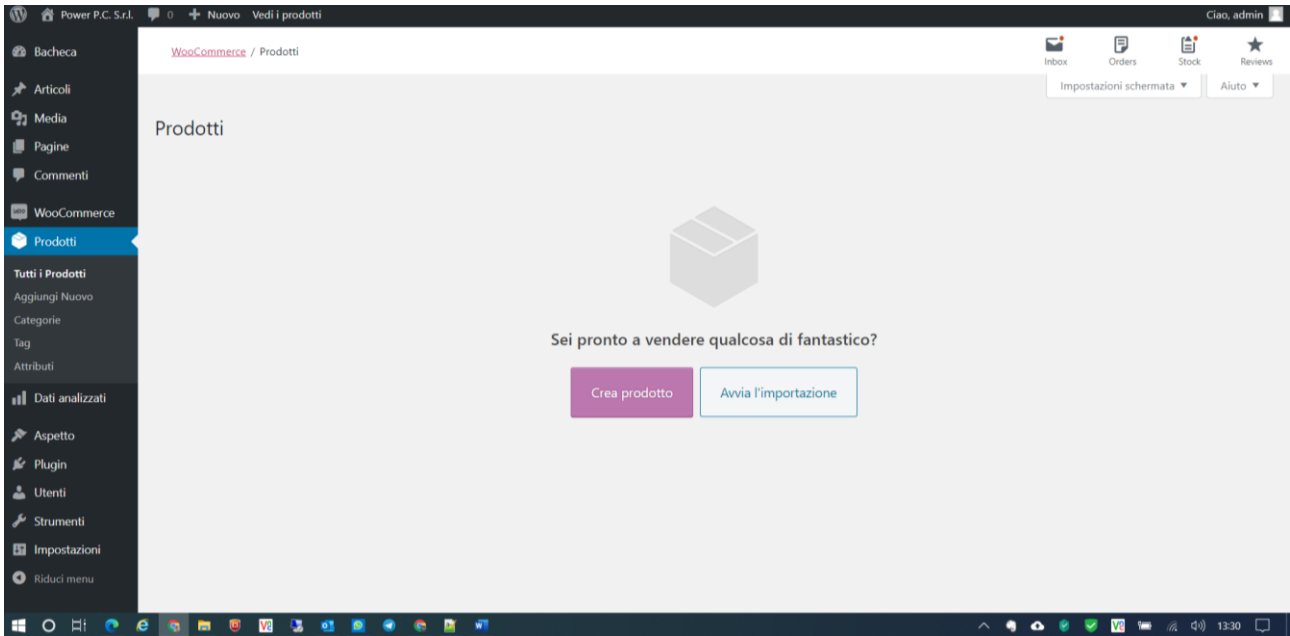 Power P.C. S.r.l. 0 Nuovo Vedi i prodotti Ciao, admin
Bacheca
Articoli
Media
Pagine
Commenti
WooCommerce
Prodotti
Tutti i Prodotti
Aggiungi Nuovo
Categorie
Tag
Attributi
Dati analizzati
Aspetto
Plugin
Utenti
Strumenti
Impostazioni
Riduci menu
WooCommerce / Prodotti
Inbox Orders Stock Reviews
Impostazioni schermata Aiuto
Prodotti
Sei pronto a vendere qualcosa di fantastico?
Crea prodotto Avvia l'importazione
13:30